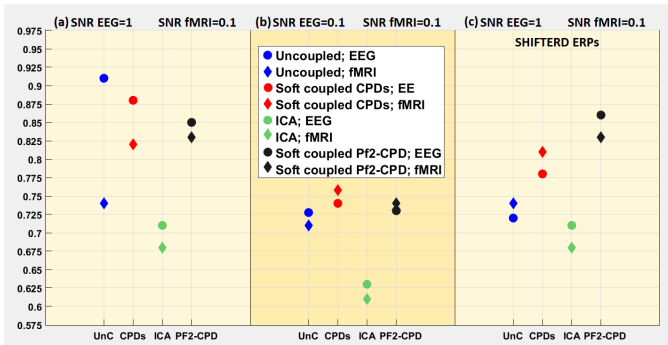 (a) SNR EEG=1 SNR fMRI=0.1
(b) SNR EEG=0.1 SNR fMRI=0.1
(c) SNR EEG=1 SNR fMRI=0.1
SHIFTERD ERPs
0.975
0.95
0.925
0.9
0.875
0.85
0.825
0.8
0.775
0.75
0.725
0.7
0.675
0.65
0.625
0.6
0.575
Uncoupled; EEG
Uncoupled; fMRI
Soft coupled CPDs; EE
Soft coupled CPDs; fMRI
ICA; EEG
ICA; fMRI
Soft coupled Pf2-CPD; EEG
Soft coupled Pf2-CPD; fMRI
UnC CPDs ICA PF2-CPD
UnC CPDs ICA PF2-CPD
UnC CPDs ICA PF2-CPD